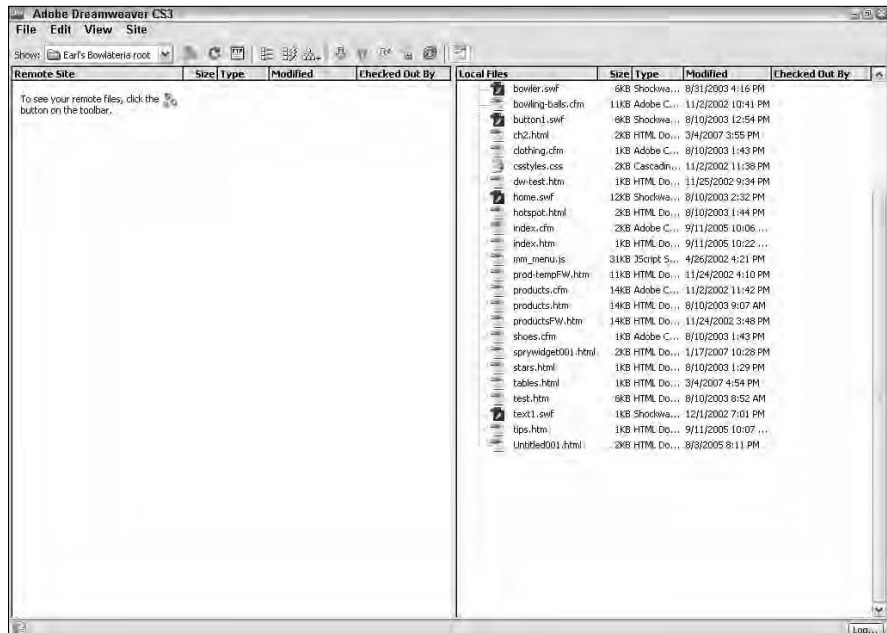 Adobe Dreamweaver CS3
File Edit View Site
Show: Earl's Bowlateria root
Remote Site Size Type Modified Checked Out By
To see your remote files, click the
button on the toolbar.
Local Files Size Type Modified Checked Out By
bowler.swf 6KB Shockwa... 8/31/2003 4:16 PM
bowling-balls.cfm 11KB Adobe C... 11/2/2002 10:41 PM
button1.swf 6KB Shockwa... 8/10/2003 12:54 PM
ch2.html 2KB HTML Do... 3/4/2007 3:55 PM
clothing.cfm 1KB Adobe C... 8/10/2003 1:43 PM
csstyles.css 2KB Cascadin... 11/2/2002 11:38 PM
dw-test.htm 1KB HTML Do... 11/25/2002 9:34 PM
home.swf 12KB Shockwa... 8/10/2003 2:32 PM
hotspot.html 2KB HTML Do... 8/10/2003 1:44 PM
index.cfm 2KB Adobe C... 9/11/2005 10:06 ...
index.htm 1KB HTML Do... 9/11/2005 10:22 ...
mm_menu.js 31KB JScript S... 4/26/2002 4:21 PM
prod-tempFW.htm 11KB HTML Do... 11/24/2002 4:10 PM
products.cfm 14KB Adobe C... 11/2/2002 11:42 PM
products.htm 14KB HTML Do... 8/10/2003 9:07 AM
productsFW.htm 14KB HTML Do... 11/24/2002 3:48 PM
shoes.cfm 1KB Adobe C... 8/10/2003 1:43 PM
sprywidget001.html 2KB HTML Do... 1/17/2007 10:28 PM
stars.html 1KB HTML Do... 8/10/2003 1:29 PM
tables.html 1KB HTML Do... 3/4/2007 4:54 PM
test.htm 6KB HTML Do... 8/10/2003 8:52 AM
text1.swf 1KB Shockwa... 12/1/2002 7:01 PM
tips.htm 1KB HTML Do... 9/11/2005 10:07 ...
Untitled001.html 2KB HTML Do... 8/3/2005 8:11 PM
Log...